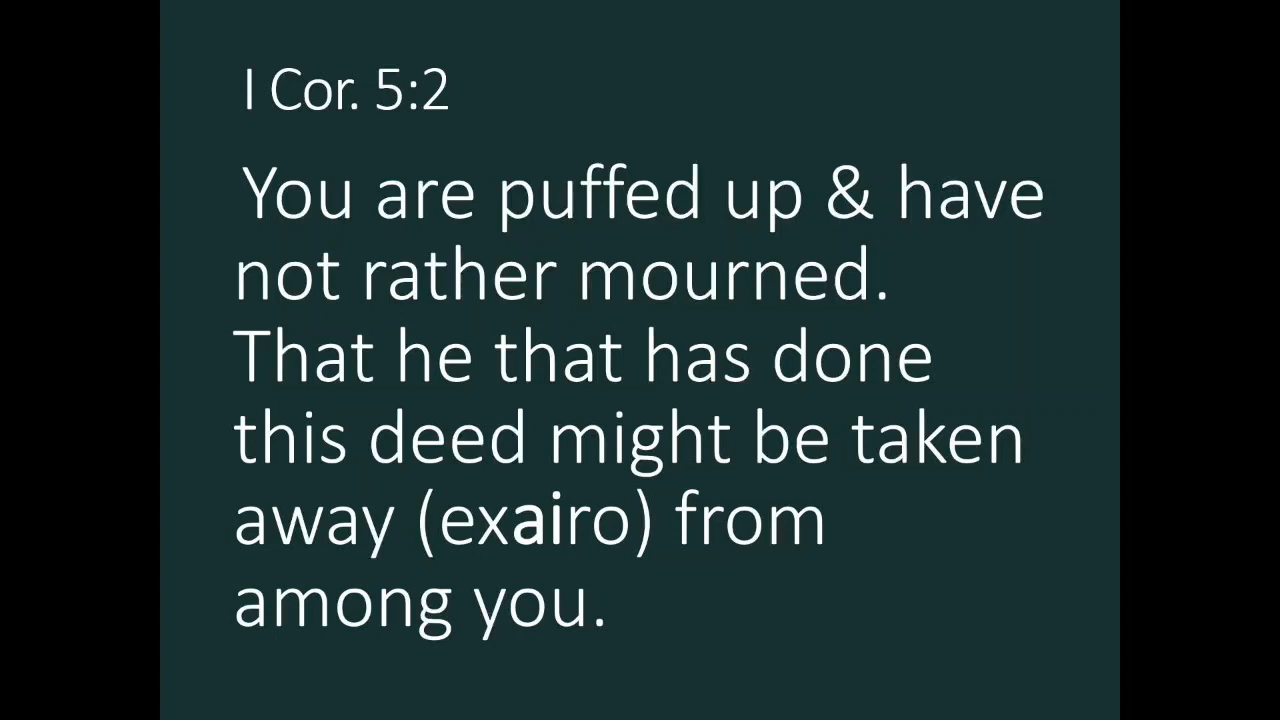 I Cor. 5:2
You are puffed up & have
not rather mourned.
That he that has done
this deed might be taken
away (exairo) from
among you.